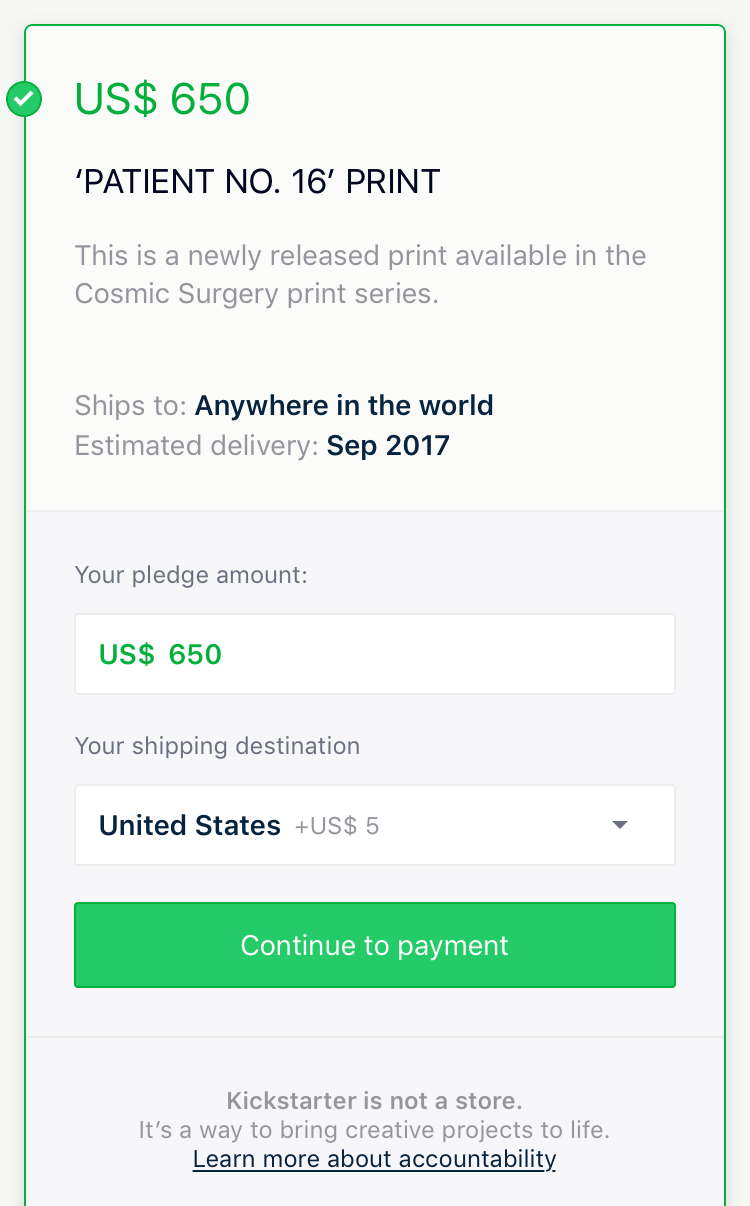 US$ 650
‘PATIENT NO. 16’ PRINT
This is a newly released print available in the
Cosmic Surgery print series.
Ships to: Anywhere in the world
Estimated delivery: Sep 2017
Your pledge amount:
US$ 650
Your shipping destination
United States +US$ 5
Continue to payment
Kickstarter is not a store.
It’s a way to bring creative projects to life.
Learn more about accountability